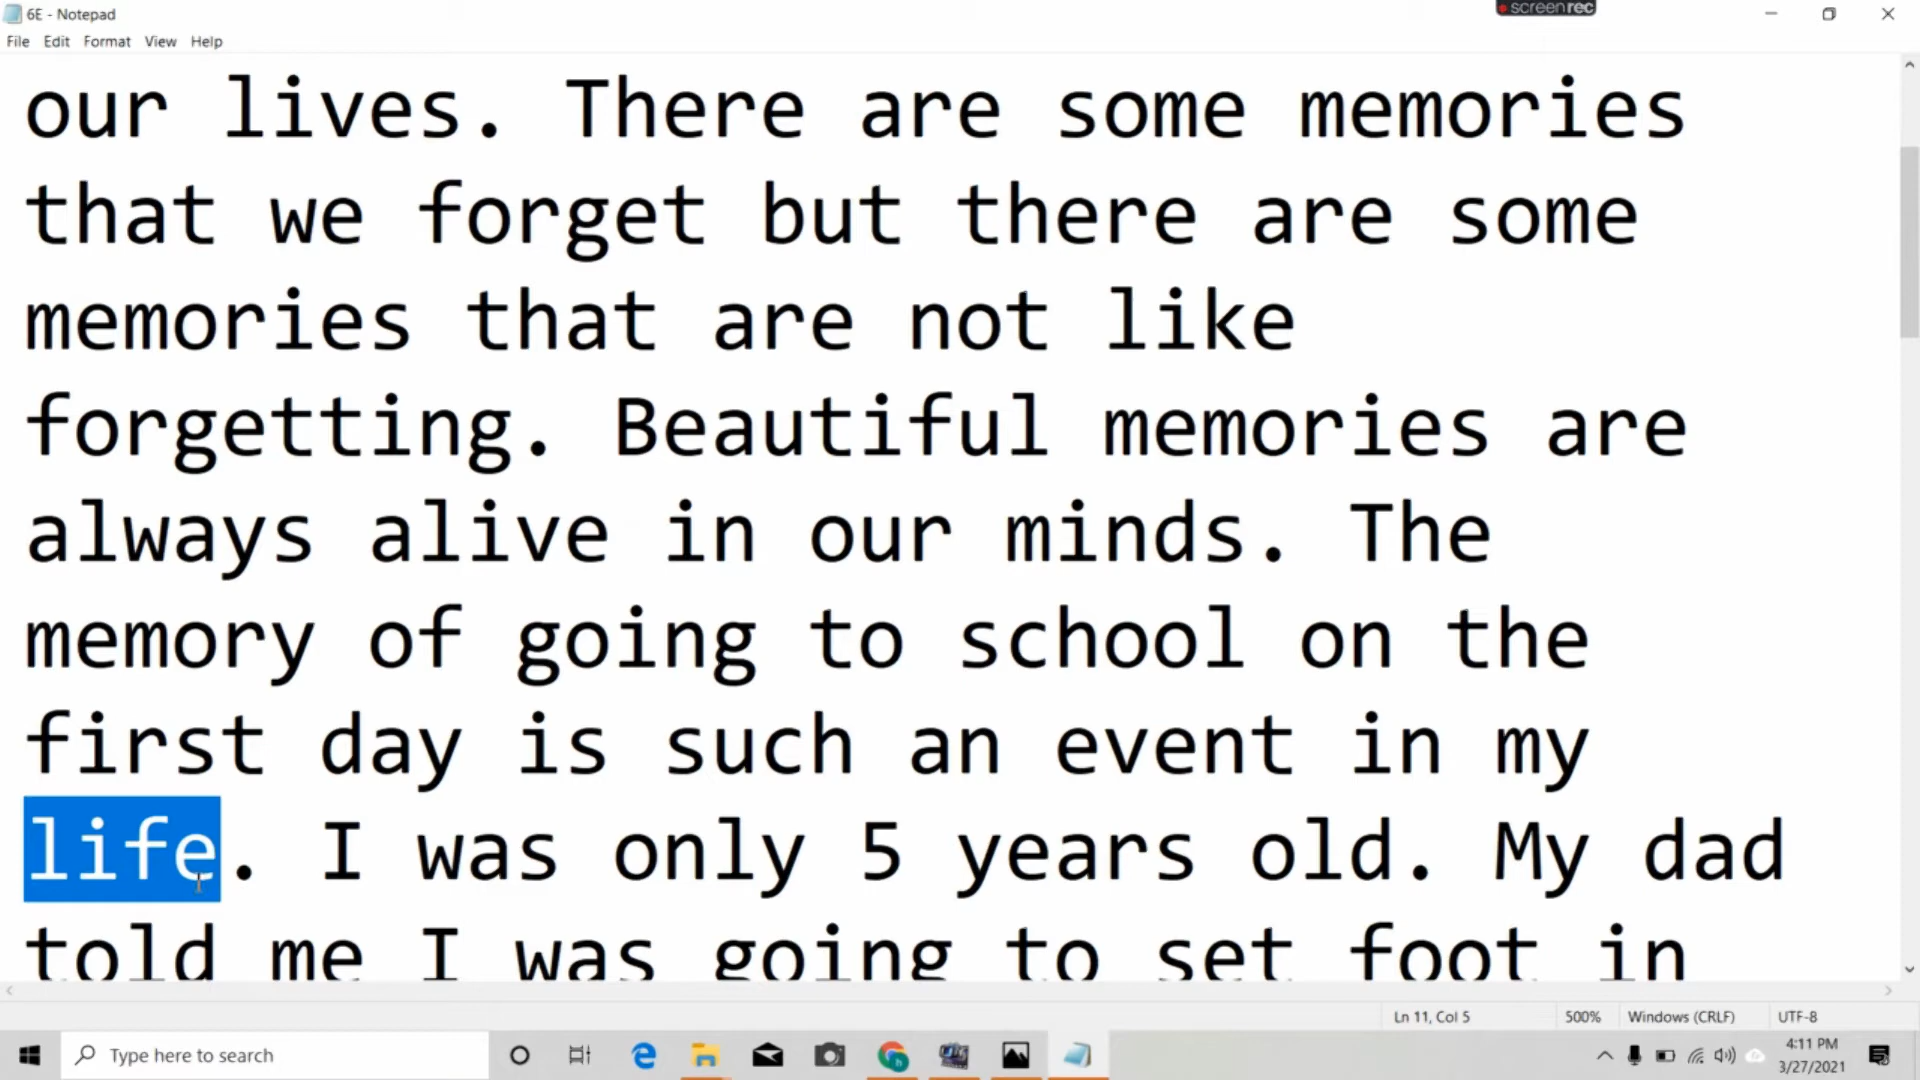 6E - Notepad
screenrec
File Edit Format View Help
our lives. There are some memories
that we forget but there are some
memories that are not like
forgetting. Beautiful memories are
always alive in our minds. The
memory of going to school on the
first day is such an event in my
life. I was only 5 years old. My dad
told me I was going to set foot in
Ln 11, Col 5 500% Windows (CRLF) UTF-8
Type here to search
4:11 PM
3/27/2021